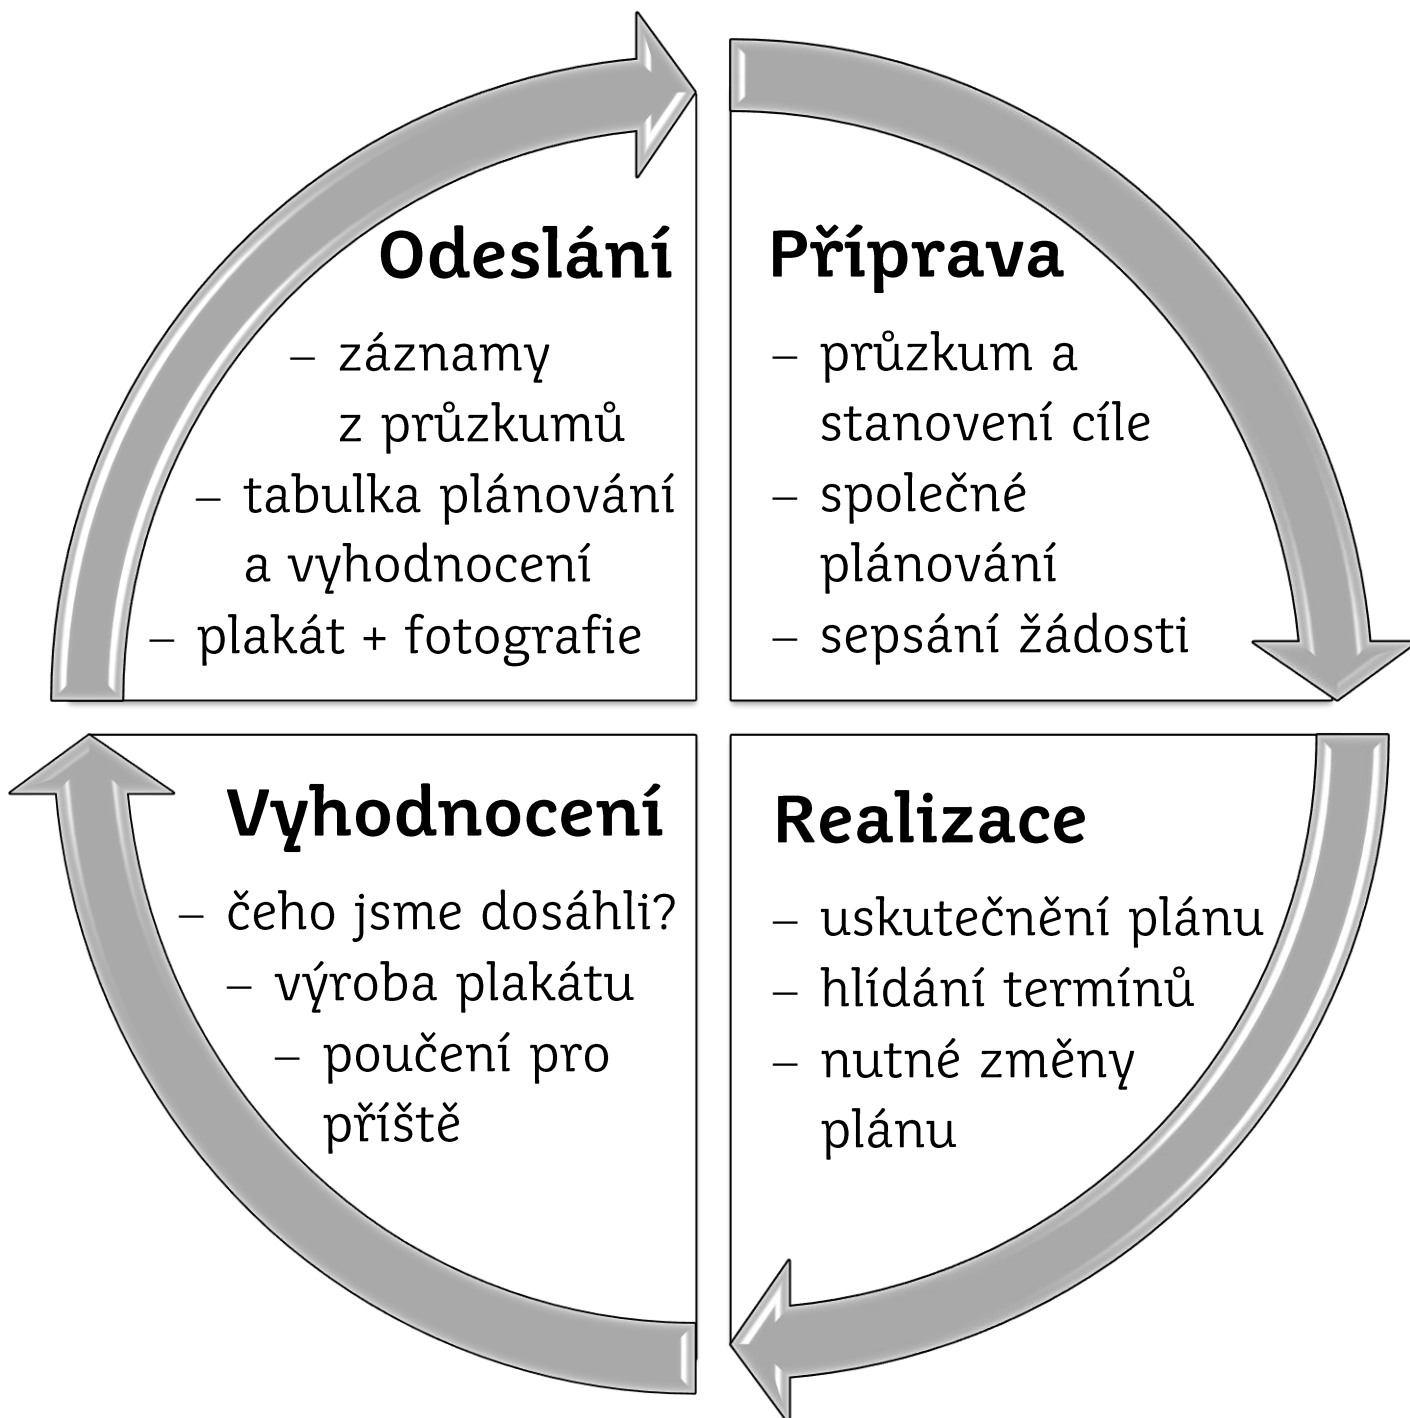 Odeslání
– záznamy
z průzkumů
– tabulka plánování
a vyhodnocení
– plakát + fotografie
Příprava
– průzkum a
stanovení cíle
– společné
plánování
– sepsání žádosti
Vyhodnocení
– čeho jsme dosáhli?
– výroba plakátu
– poučení pro
příště
Realizace
– uskutečnění plánu
– hlídání termínů
– nutné změny
plánu